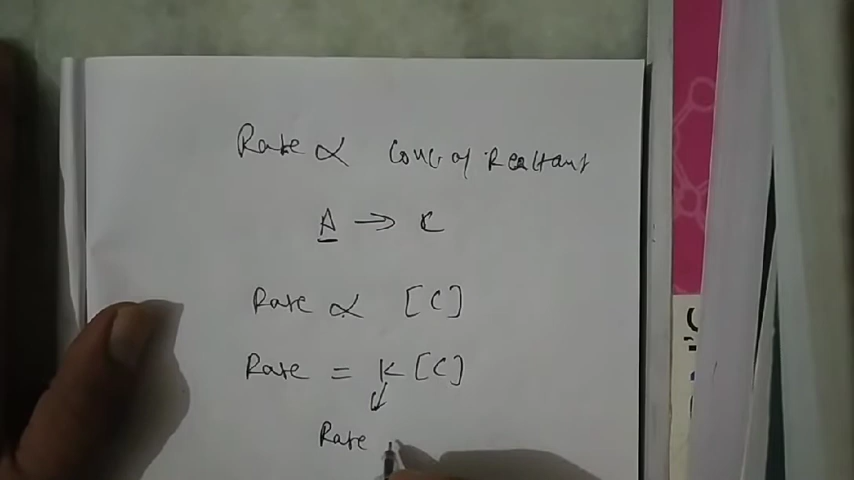 Rate ∝ Conc of Reactant
A → C
Rate ∝ [C]
Rate = K [C]
Rate